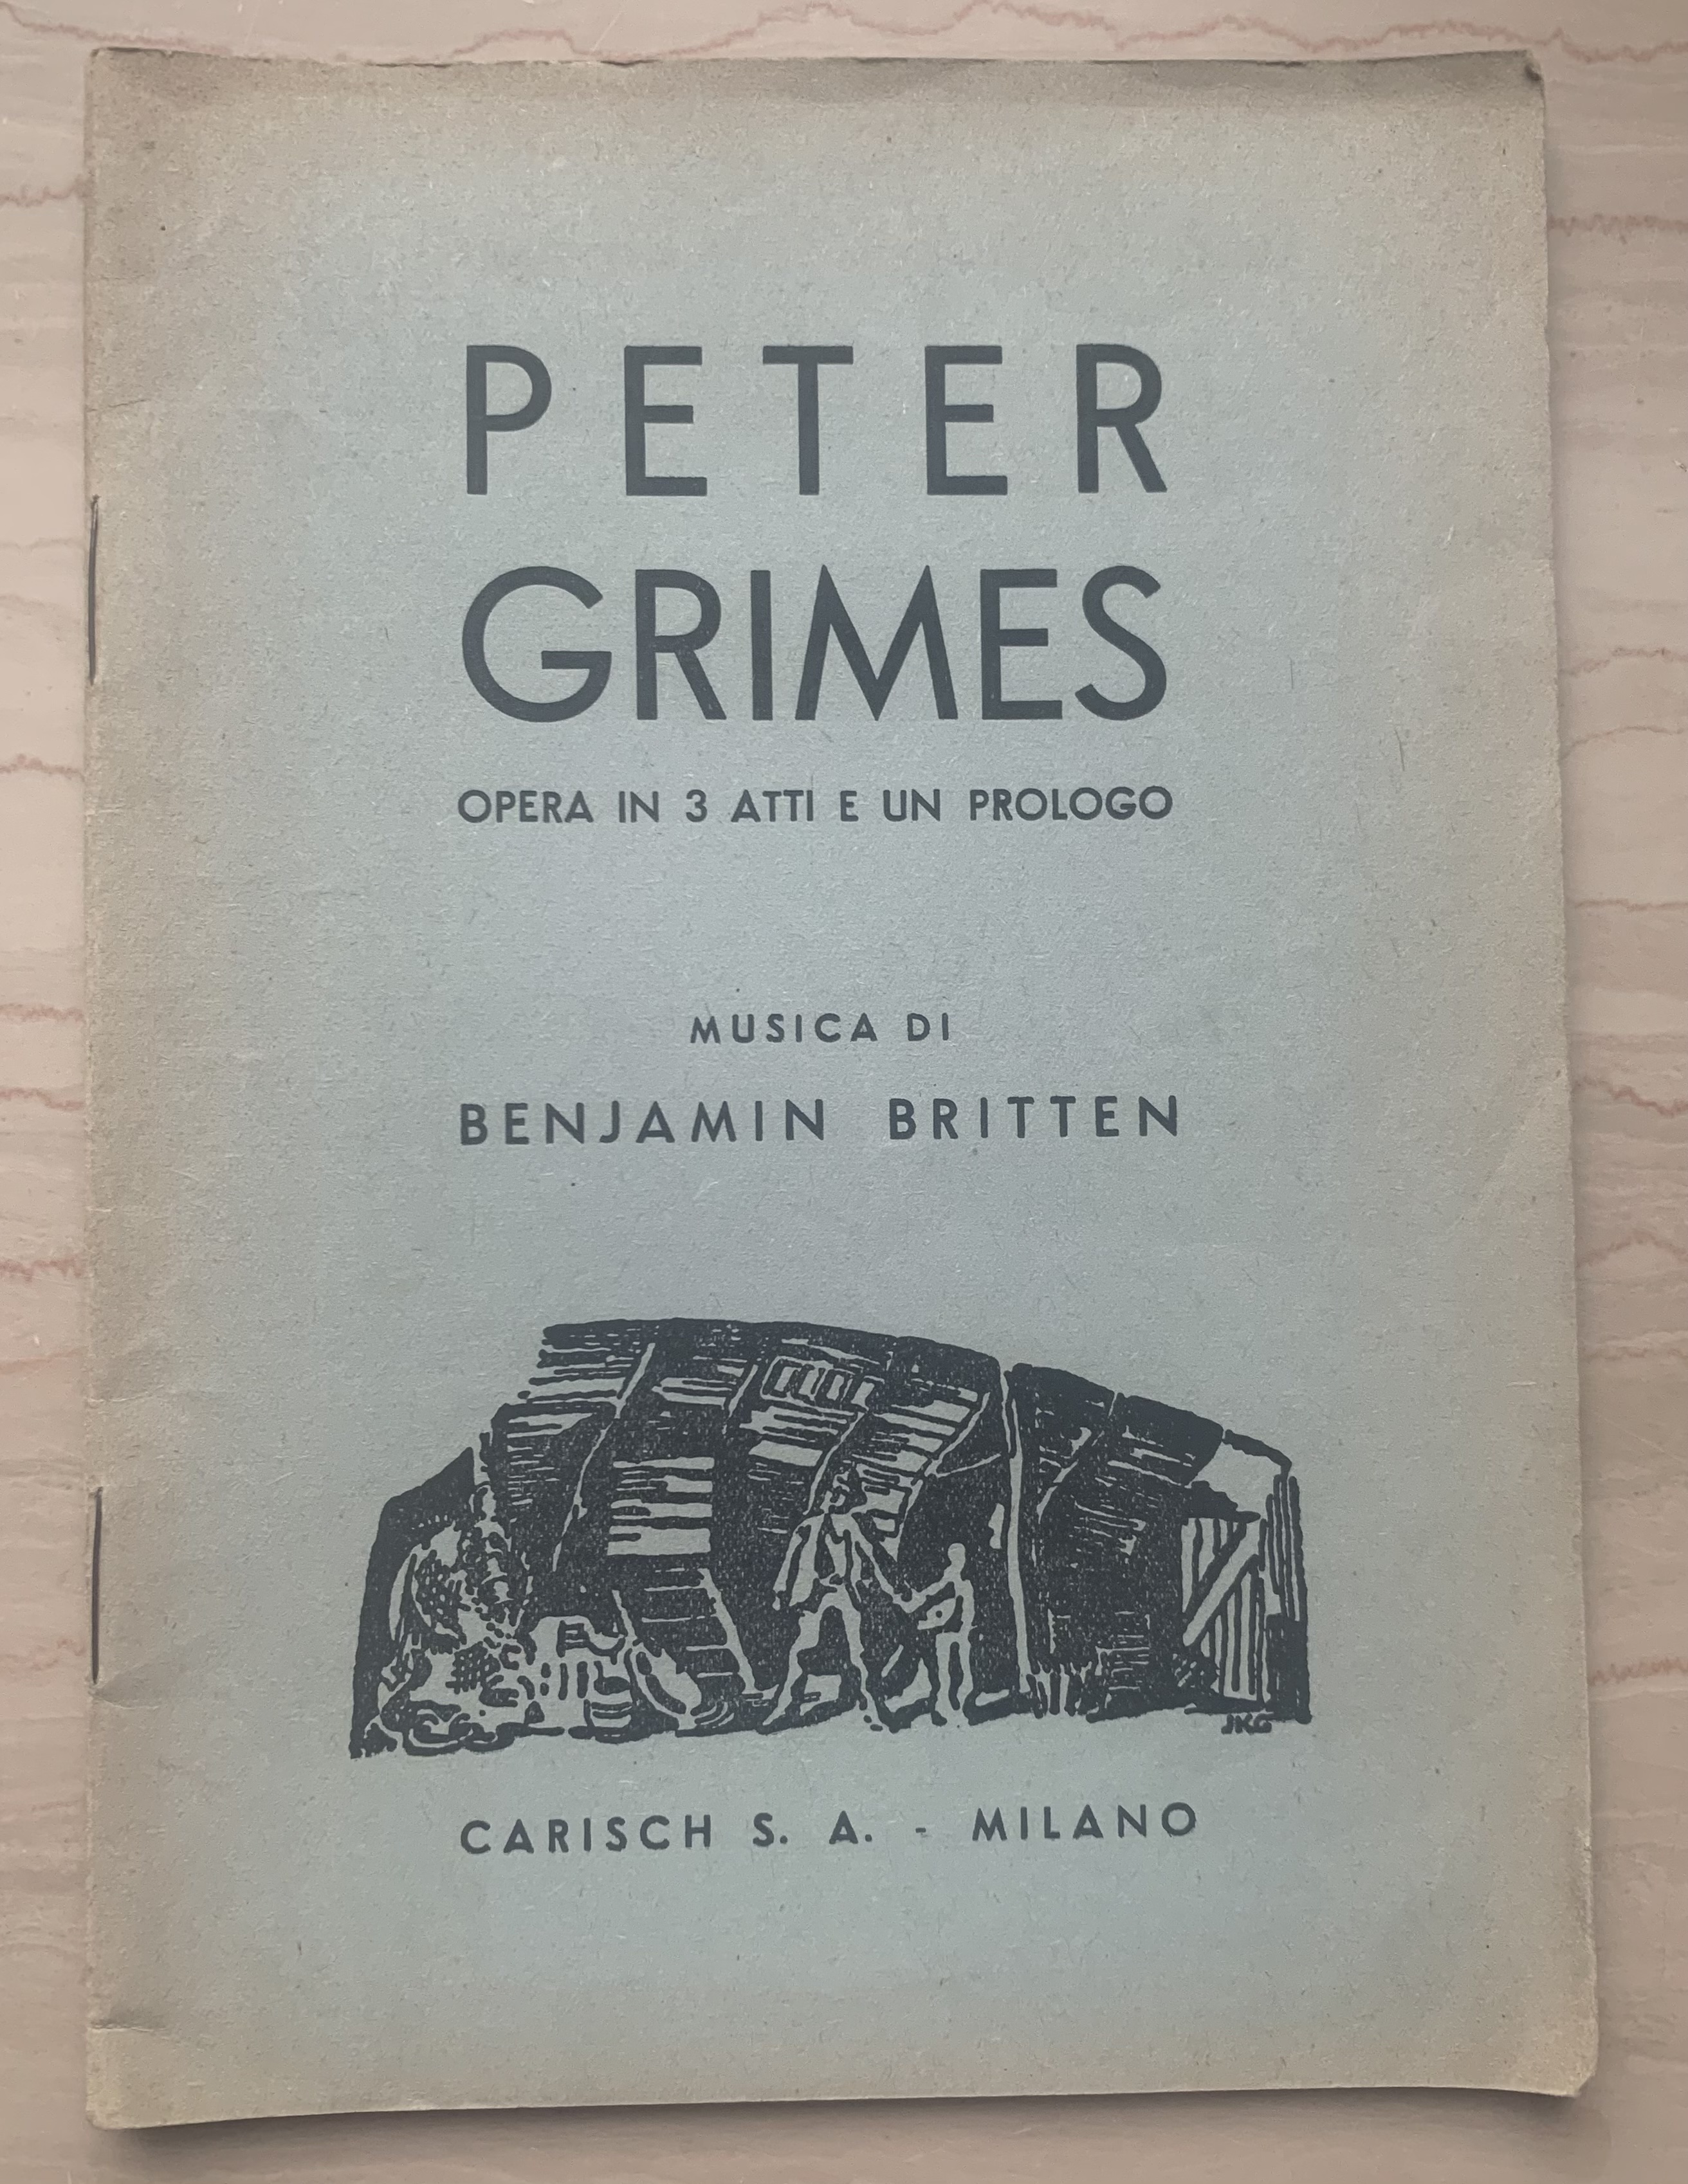 PETER
GRIMES
OPERA IN 3 ATTI E UN PROLOGO
MUSICA DI
BENJAMIN BRITTEN
JKG
CARISCH S. A. - MILANO